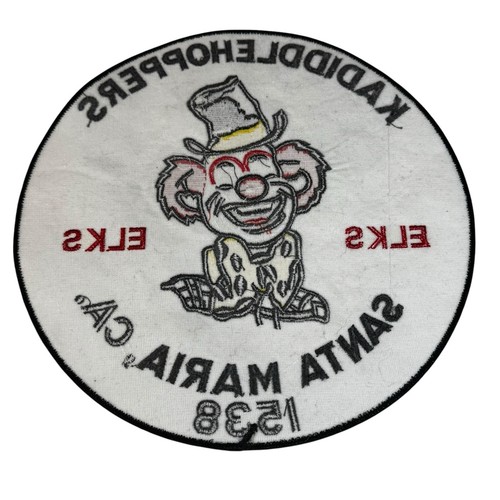 KADIDDLEHOPPERS
ELKS ELKS
SANTA MARIA, CA.
1538